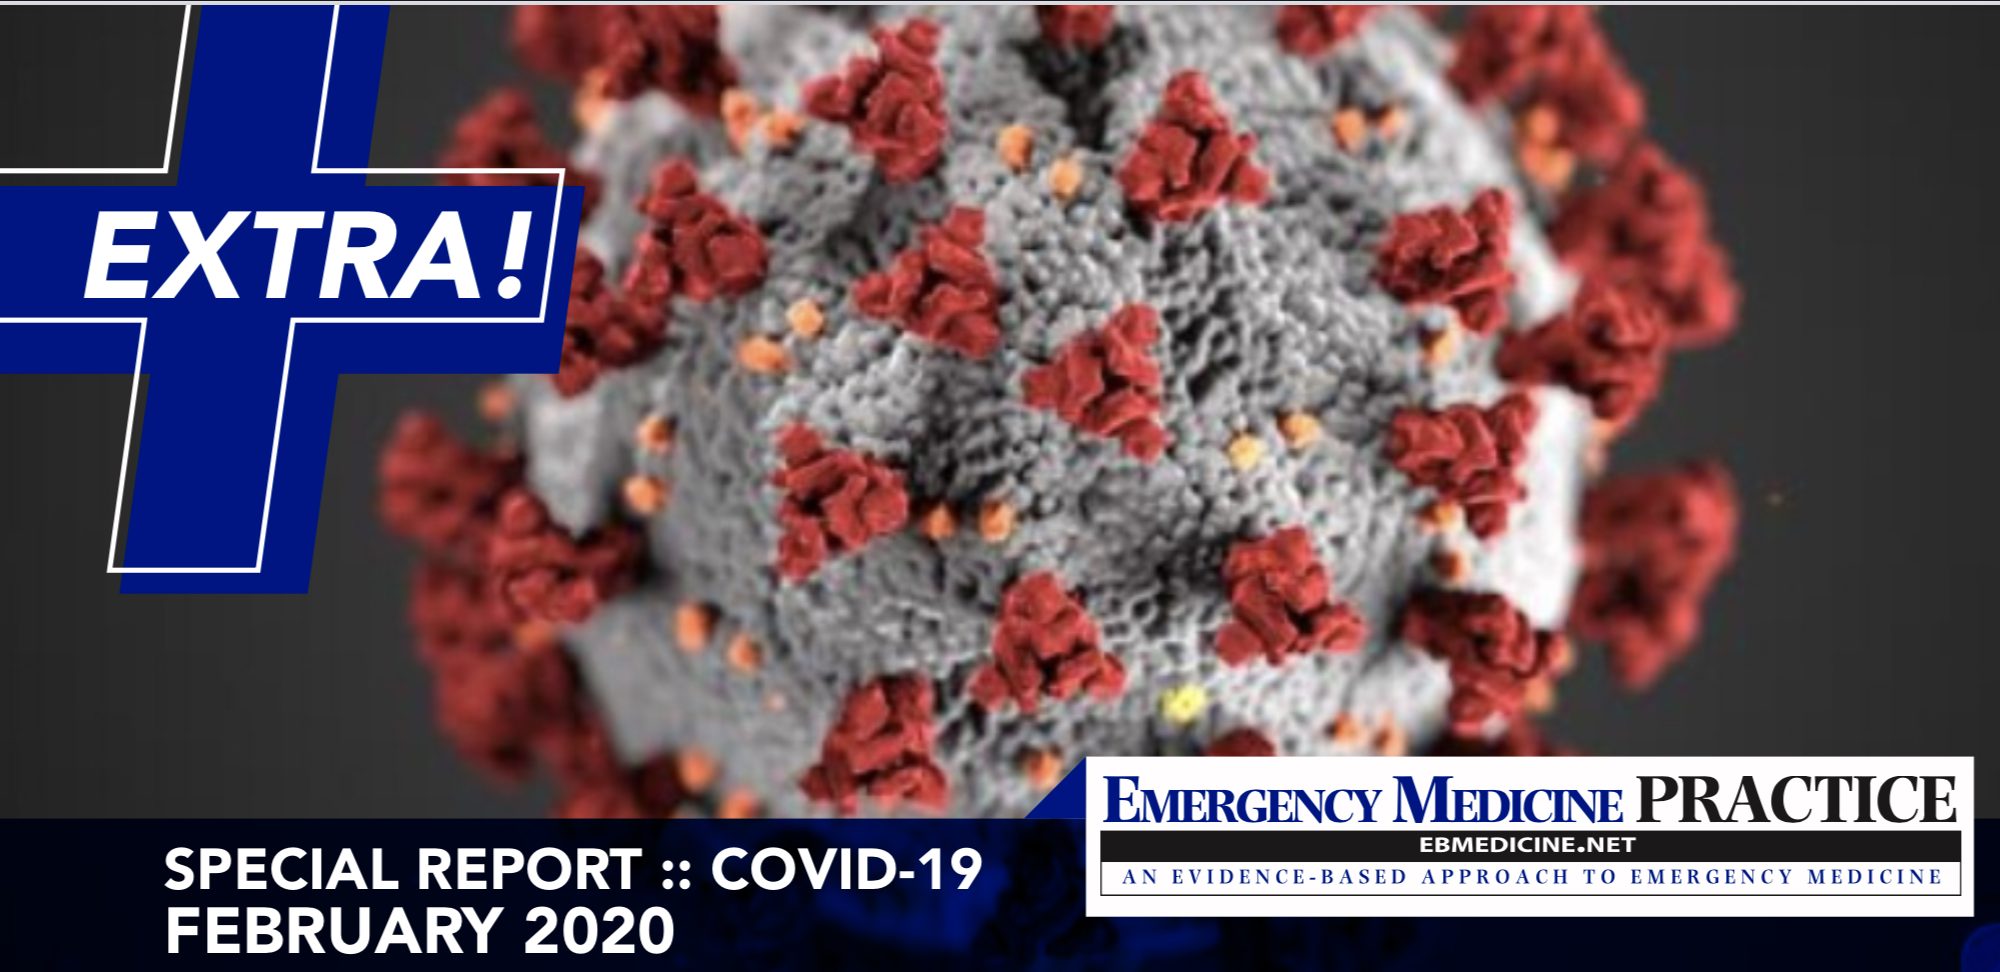 EXTRA!
SPECIAL REPORT :: COVID-19
FEBRUARY 2020
EMERGENCY MEDICINE PRACTICE
EBMEDICINE.NET
AN EVIDENCE-BASED APPROACH TO EMERGENCY MEDICINE